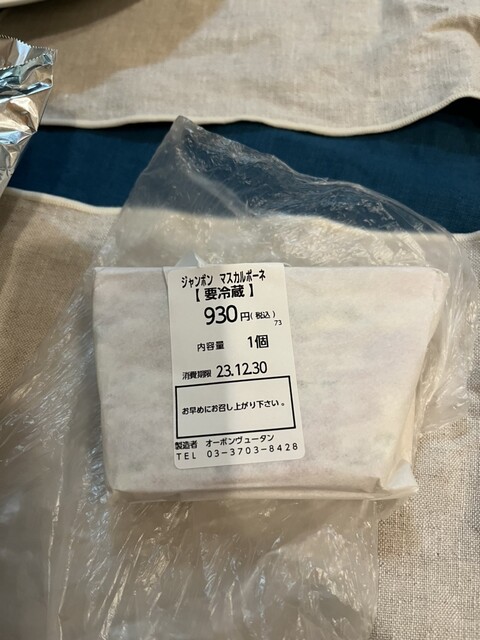 ジャンボン マスカルポーネ
【要冷蔵】
930円(税込)
73
内容量 1個
消費期限 23.12.30
お早めにお召し上がり下さい。
製造者 オーボンヴュータン
TEL 03-3703-8428